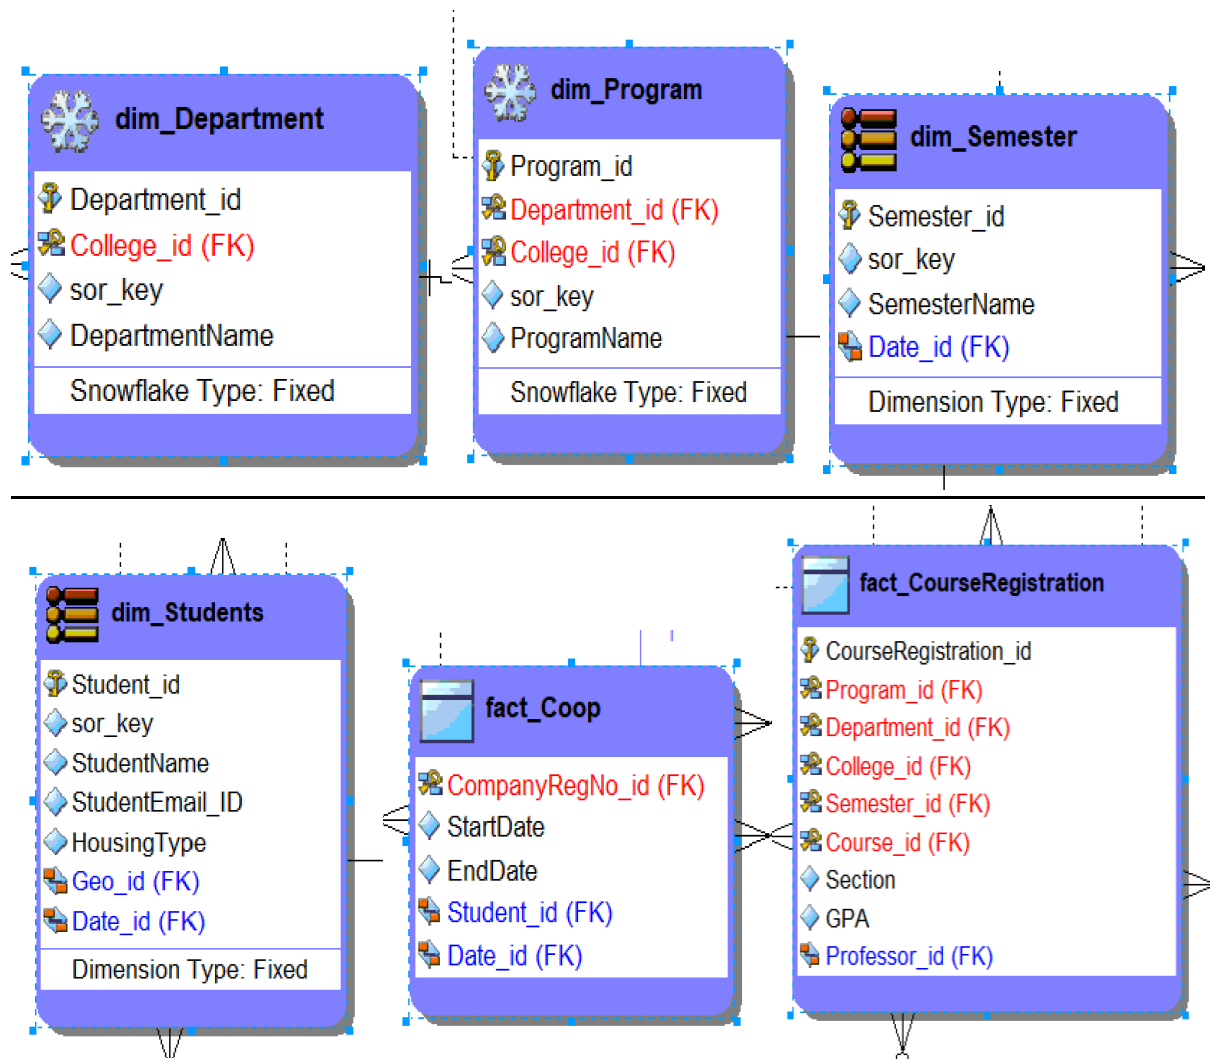 dim_Department
Department_id
College_id (FK)
sor_key
DepartmentName
Snowflake Type: Fixed
dim_Program
Program_id
Department_id (FK)
College_id (FK)
sor_key
ProgramName
Snowflake Type: Fixed
dim_Semester
Semester_id
sor_key
SemesterName
Date_id (FK)
Dimension Type: Fixed
dim_Students
Student_id
sor_key
StudentName
StudentEmail_ID
HousingType
Geo_id (FK)
Date_id (FK)
Dimension Type: Fixed
fact_Coop
CompanyRegNo_id (FK)
StartDate
EndDate
Student_id (FK)
Date_id (FK)
fact_CourseRegistration
CourseRegistration_id
Program_id (FK)
Department_id (FK)
College_id (FK)
Semester_id (FK)
Course_id (FK)
Section
GPA
Professor_id (FK)